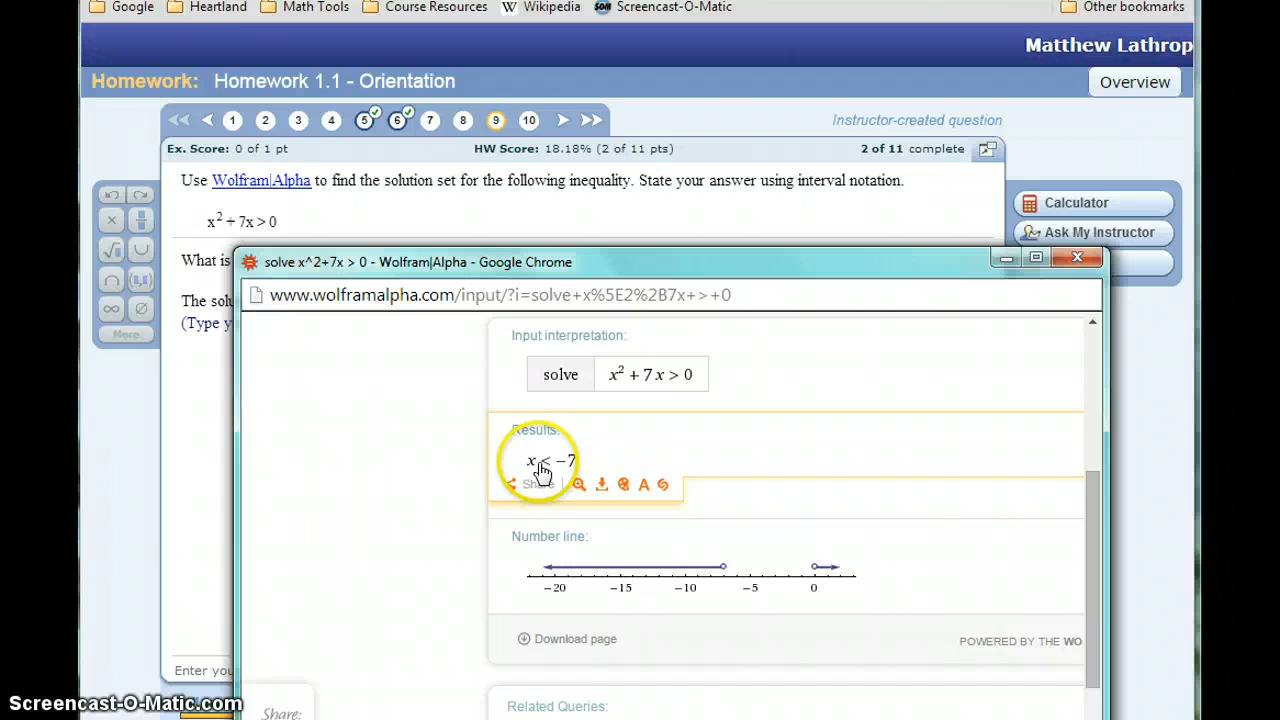 Google Heartland Math Tools Course Resources W Wikipedia SOM Screencast-O-Matic Other bookmarks
Matthew Lathrop
Homework: Homework 1.1 - Orientation Overview
1 2 3 4 5 6 7 8 9 10 Instructor-created question
Ex. Score: 0 of 1 pt HW Score: 18.18% (2 of 11 pts) 2 of 11 complete
Use Wolfram|Alpha to find the solution set for the following inequality. State your answer using interval notation.
Calculator
x² + 7x > 0
Ask My Instructor
What is
solve x^2+7x > 0 - Wolfram|Alpha - Google Chrome
www.wolframalpha.com/input/?i=solve+x%5E2%2B7x+>+0
The solu
(Type y
More
Input interpretation:
solve x² + 7 x > 0
Results:
x < −7
Share A
Number line:
−20 −15 −10 −5 0
Download page POWERED BY THE WO
Enter you
Related Queries:
Share:
Screencast-O-Matic.com